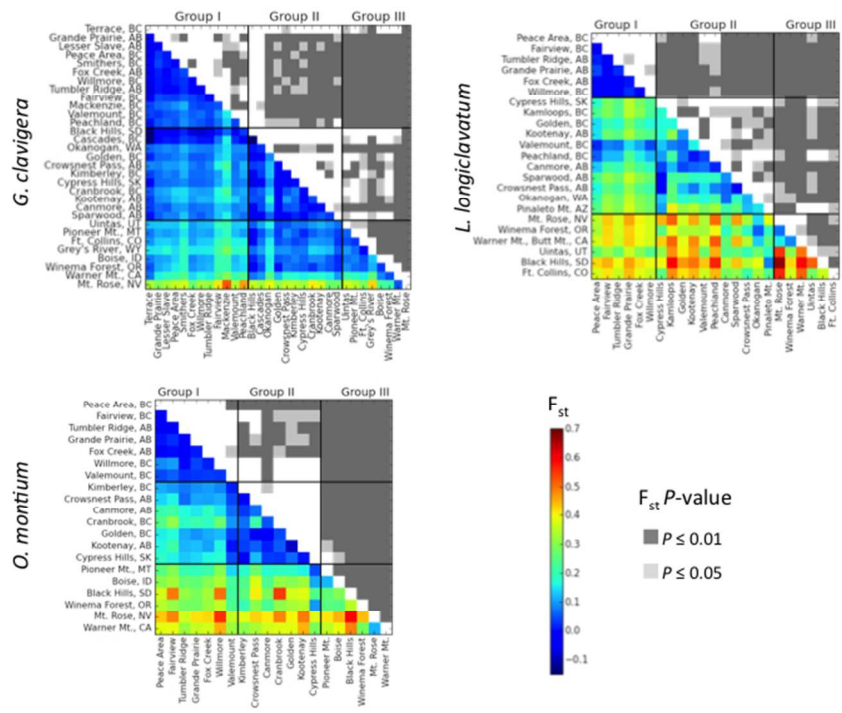 Group I Group II Group III
G. clavigera
Terrace, BC
Grande Prairie, AB
Lesser Slave, AB
Peace Area, BC
Smithers, BC
Fox Creek, AB
Willmore, BC
Tumbler Ridge, AB
Fairview, BC
Mackenzie, BC
Valemount, BC
Peachland, BC
Black Hills, SD
Cascades, BC
Okanogan, WA
Golden, BC
Crowsnest Pass, AB
Kimberley, BC
Cypress Hills, SK
Cranbrook, BC
Kootenay, AB
Canmore, AB
Sparwood, AB
Uintas, UT
Pioneer Mt., MT
Ft. Collins, CO
Grey's River, WY
Boise, ID
Winema Forest, OR
Warner Mt., CA
Mt. Rose, NV
Terrace
Grande Prairie
Lesser Slave
Peace Area
Smithers
Fox Creek
Willmore
Tumbler Ridge
Fairview
Mackenzie
Valemount
Peachland
Black Hills
Cascades
Okanogan
Golden
Crowsnest Pass
Kimberley
Cypress Hills
Cranbrook
Kootenay
Canmore
Sparwood
Uintas
Pioneer Mt.
Ft. Collins
Grey's River
Boise
Winema Forest
Warner Mt.
Mt. Rose
Group I Group II Group III
L. longiclavatum
Peace Area, BC
Fairview, BC
Tumbler Ridge, AB
Grande Prairie, AB
Fox Creek, AB
Willmore, BC
Cypress Hills, SK
Kamloops, BC
Golden, BC
Kootenay, AB
Valemount, BC
Peachland, BC
Canmore, AB
Sparwood, AB
Crowsnest Pass, AB
Okanogan, WA
Pinaleto Mt. AZ
Mt. Rose, NV
Winema Forest, OR
Warner Mt., Butt Mt., CA
Uintas, UT
Black Hills, SD
Ft. Collins, CO
Peace Area
Fairview
Tumbler Ridge
Grande Prairie
Fox Creek
Willmore
Cypress Hills
Kamloops
Golden
Kootenay
Valemount
Peachland
Canmore
Sparwood
Crowsnest Pass
Okanogan
Pinaleto Mt.
Mt. Rose
Winema Forest
Warner Mt.
Uintas
Black Hills
Ft. Collins
Group I Group II Group III
O. montium
Peace Area, BC
Fairview, BC
Tumbler Ridge, AB
Grande Prairie, AB
Fox Creek, AB
Willmore, BC
Valemount, BC
Kimberley, BC
Crowsnest Pass, AB
Canmore, AB
Cranbrook, BC
Golden, BC
Kootenay, AB
Cypress Hills, SK
Pioneer Mt., MT
Boise, ID
Black Hills, SD
Winema Forest, OR
Mt. Rose, NV
Warner Mt., CA
Peace Area
Fairview
Tumbler Ridge
Grande Prairie
Fox Creek
Willmore
Valemount
Kimberley
Crowsnest Pass
Canmore
Cranbrook
Golden
Kootenay
Cypress Hills
Pioneer Mt.
Boise
Black Hills
Winema Forest
Mt. Rose
Warner Mt.
Fst
0.7
0.6
0.5
0.4
0.3
0.2
0.1
0.0
−0.1
Fst P-value
P ≤ 0.01
P ≤ 0.05